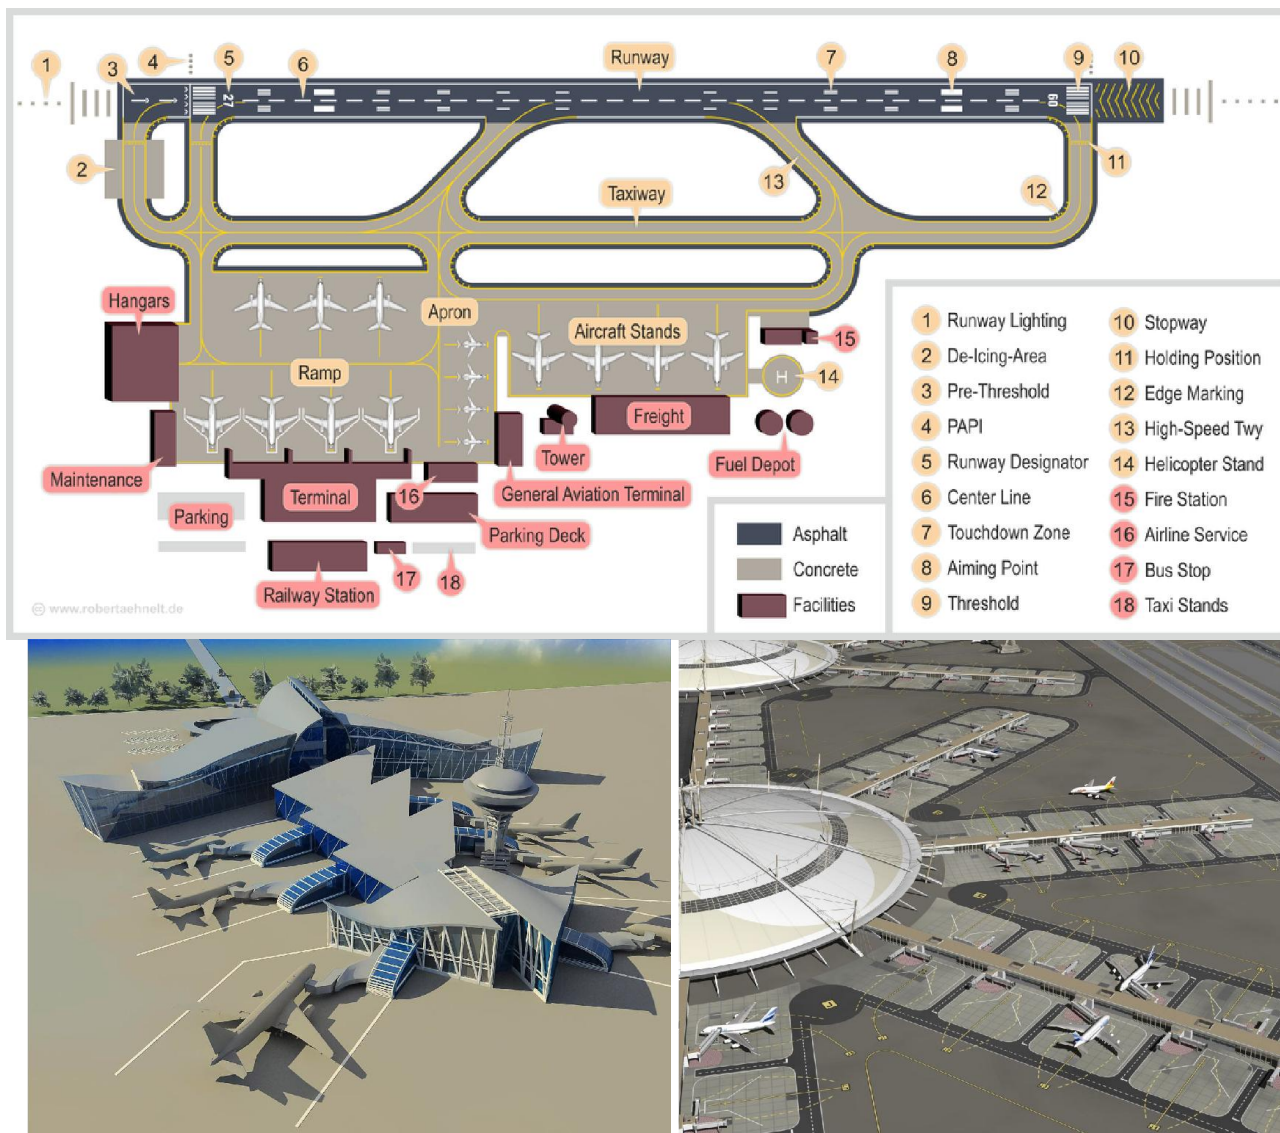 1
2
3
4
5
6
Runway
7
8
9
10
27
09
11
12
13
Taxiway
Hangars
Apron
Aircraft Stands
Ramp
15
14
H
Freight
Tower
Fuel Depot
Maintenance
Terminal
16
General Aviation Terminal
Parking
Parking Deck
Railway Station
17
18
www.robertaehnelt.de
Asphalt
Concrete
Facilities
1 Runway Lighting
2 De-Icing-Area
3 Pre-Threshold
4 PAPI
5 Runway Designator
6 Center Line
7 Touchdown Zone
8 Aiming Point
9 Threshold
10 Stopway
11 Holding Position
12 Edge Marking
13 High-Speed Twy
14 Helicopter Stand
15 Fire Station
16 Airline Service
17 Bus Stop
18 Taxi Stands